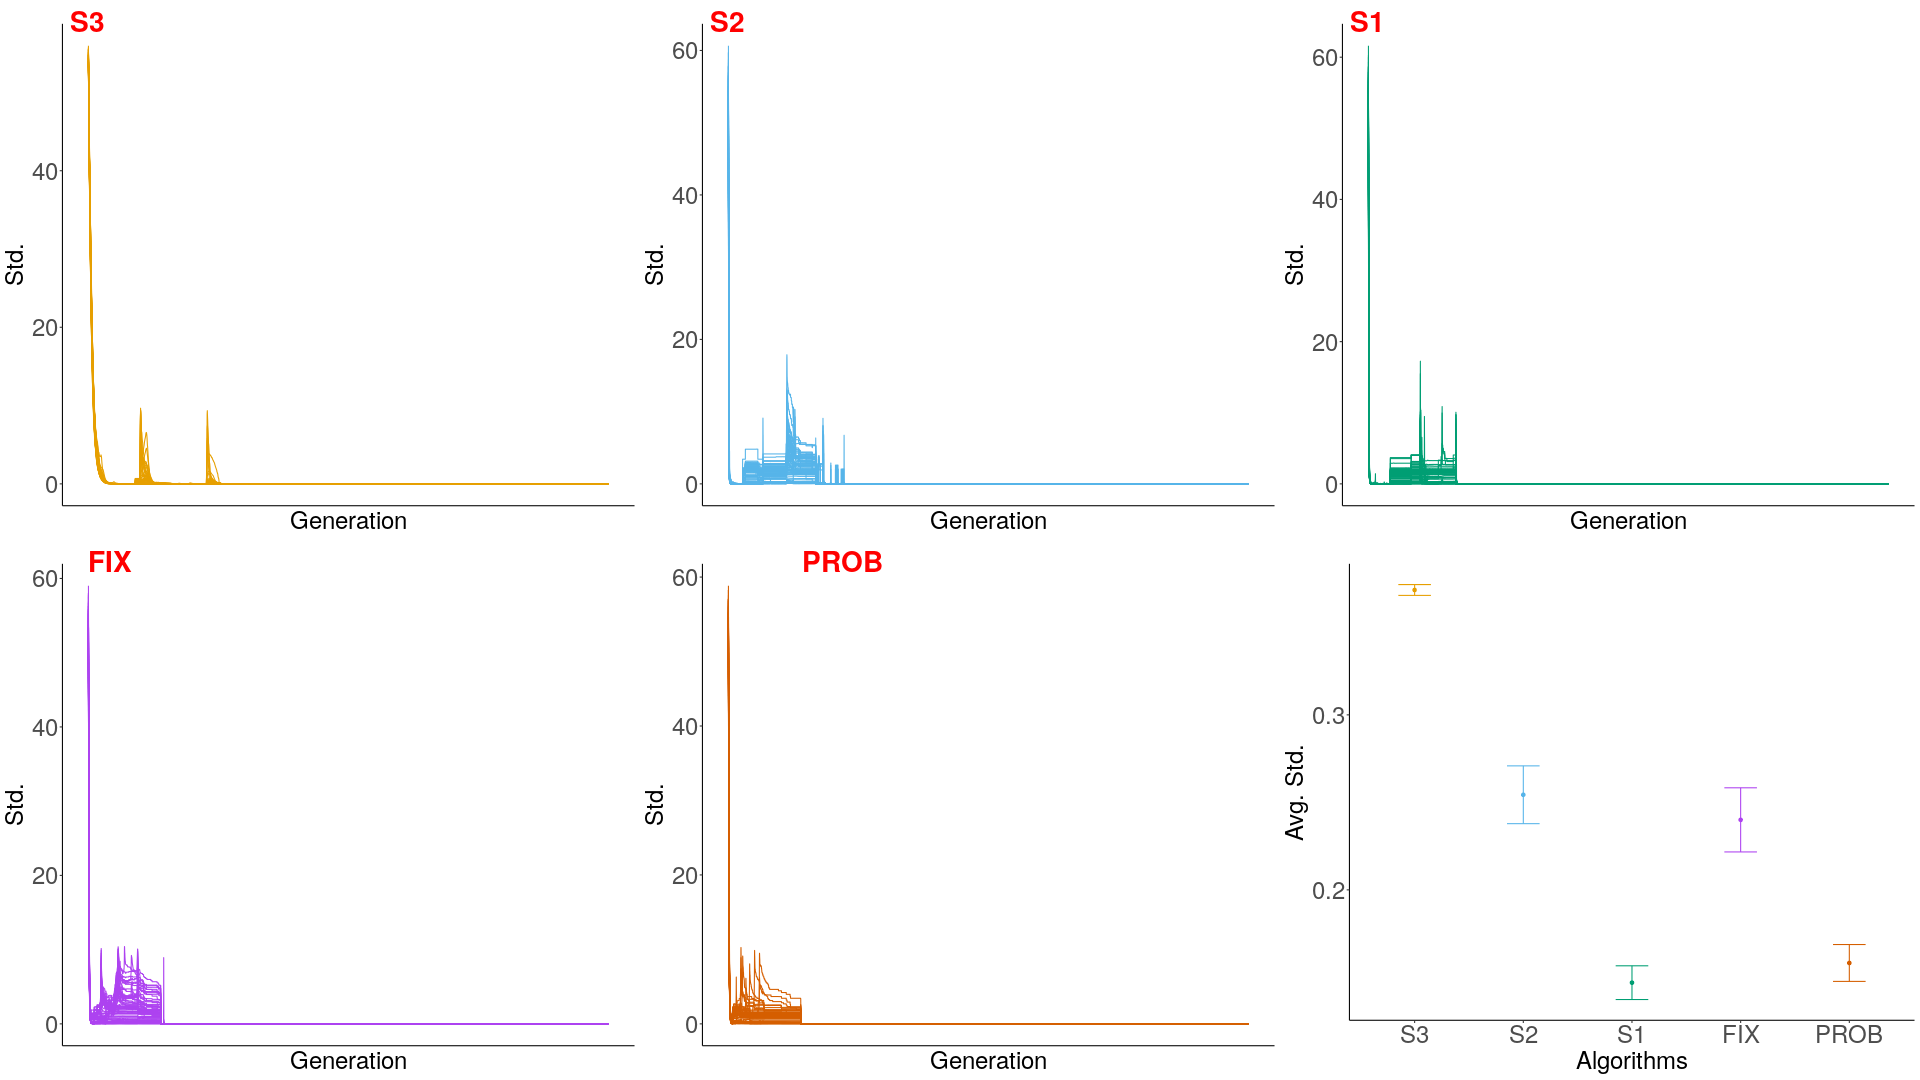 S3
40
20
0
Std.
Generation
S2
60
40
20
0
Std.
Generation
S1
60
40
20
0
Std.
Generation
FIX
60
40
20
0
Std.
Generation
PROB
60
40
20
0
Std.
Generation
0.3
0.2
Avg. Std.
S3 S2 S1 FIX PROB
Algorithms